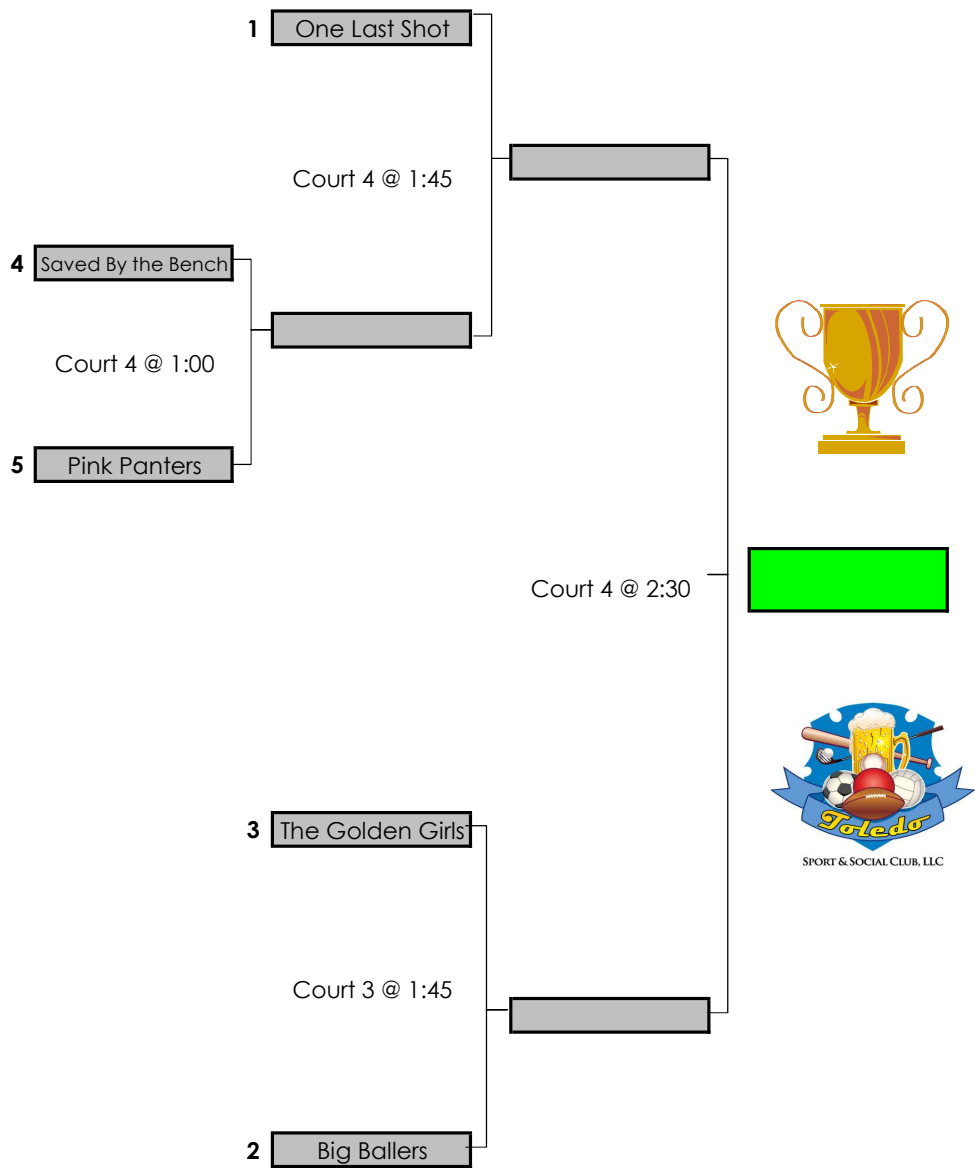 1 One Last Shot
Court 4 @ 1:45
4 Saved By the Bench
Court 4 @ 1:00
5 Pink Panters
Court 4 @ 2:30
Toledo
SPORT & SOCIAL CLUB, LLC
3 The Golden Girls
Court 3 @ 1:45
2 Big Ballers